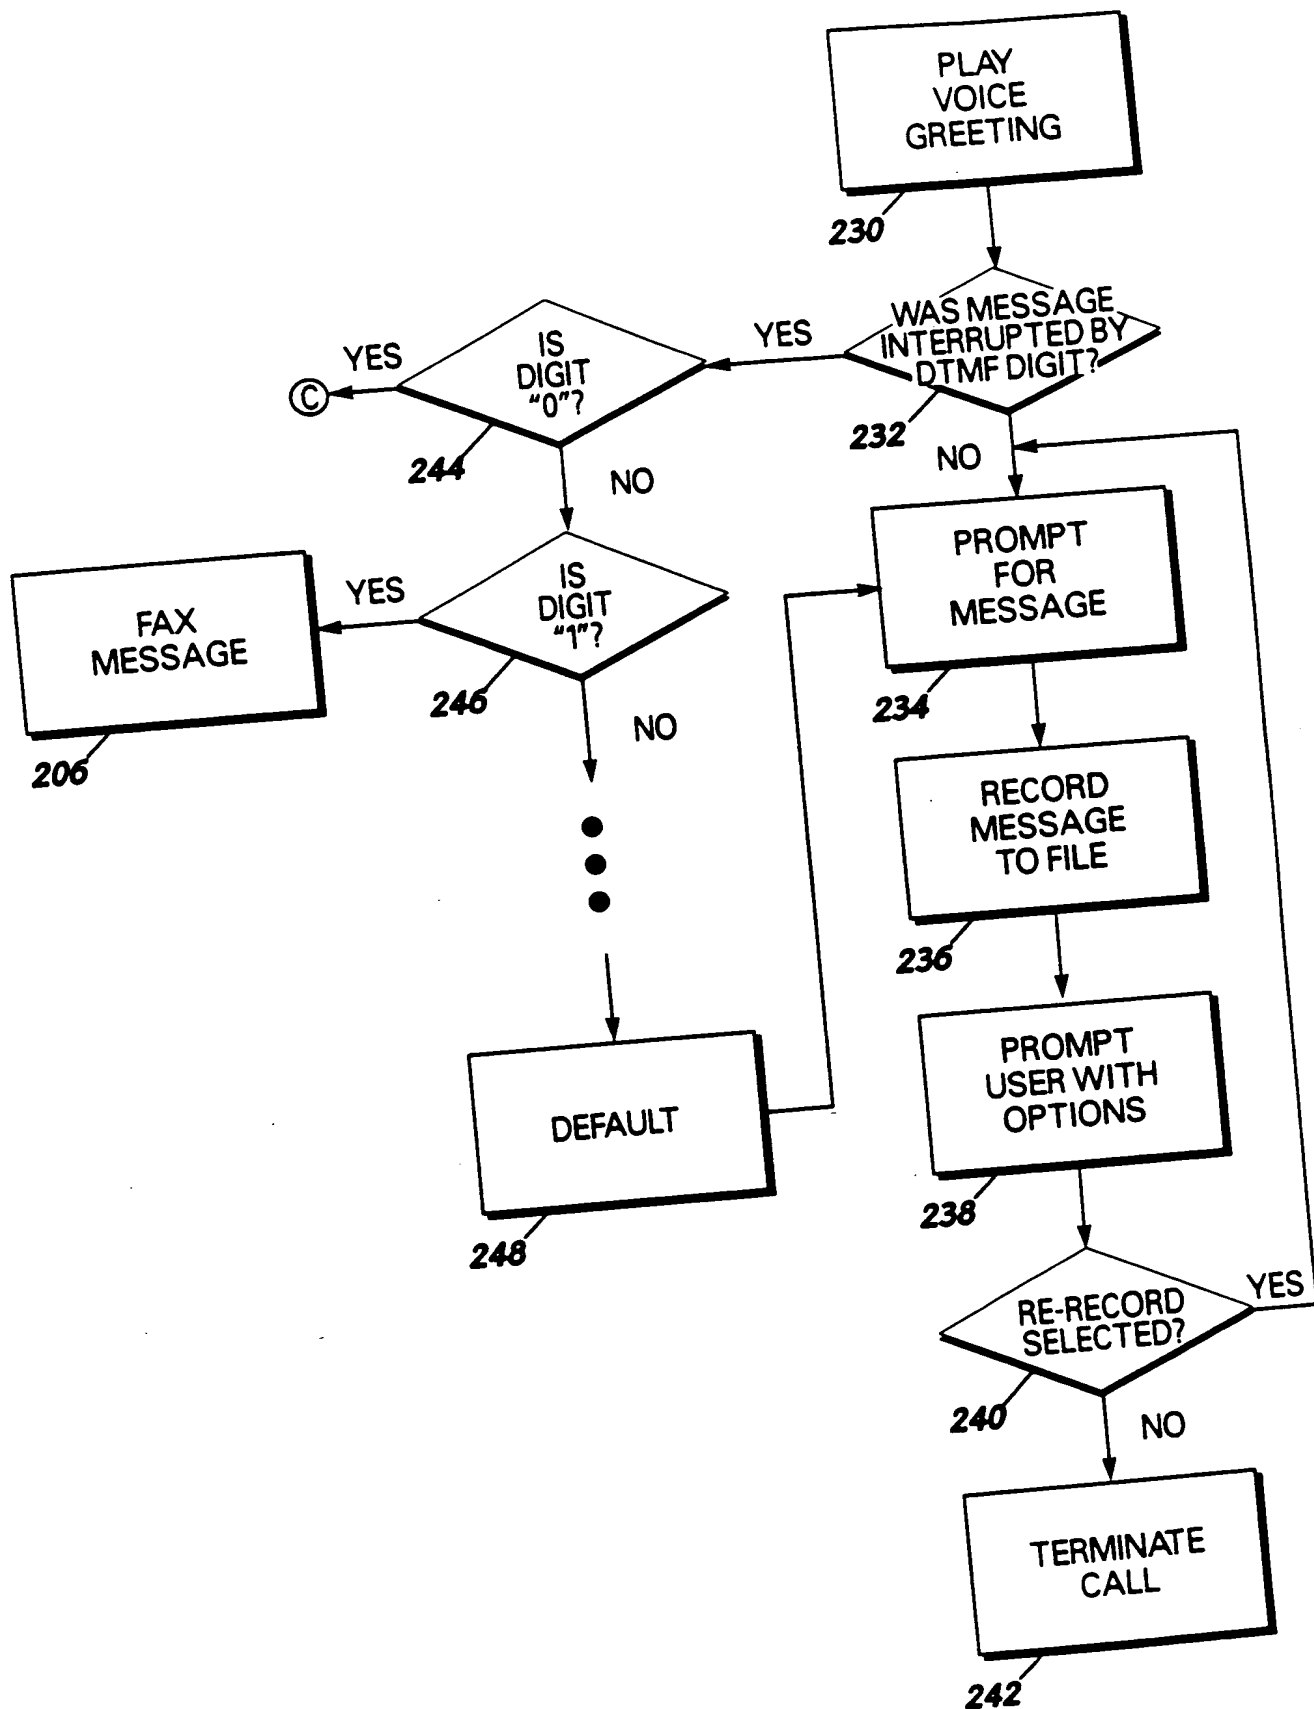 PLAY
VOICE
GREETING
230
WAS MESSAGE
INTERRUPTED BY
DTMF DIGIT?
232
YES
NO
IS
DIGIT
"0"?
244
YES
C
NO
IS
DIGIT
"1"?
246
YES
FAX
MESSAGE
206
NO
DEFAULT
248
PROMPT
FOR
MESSAGE
234
RECORD
MESSAGE
TO FILE
236
PROMPT
USER WITH
OPTIONS
238
RE-RECORD
SELECTED?
240
YES
NO
TERMINATE
CALL
242